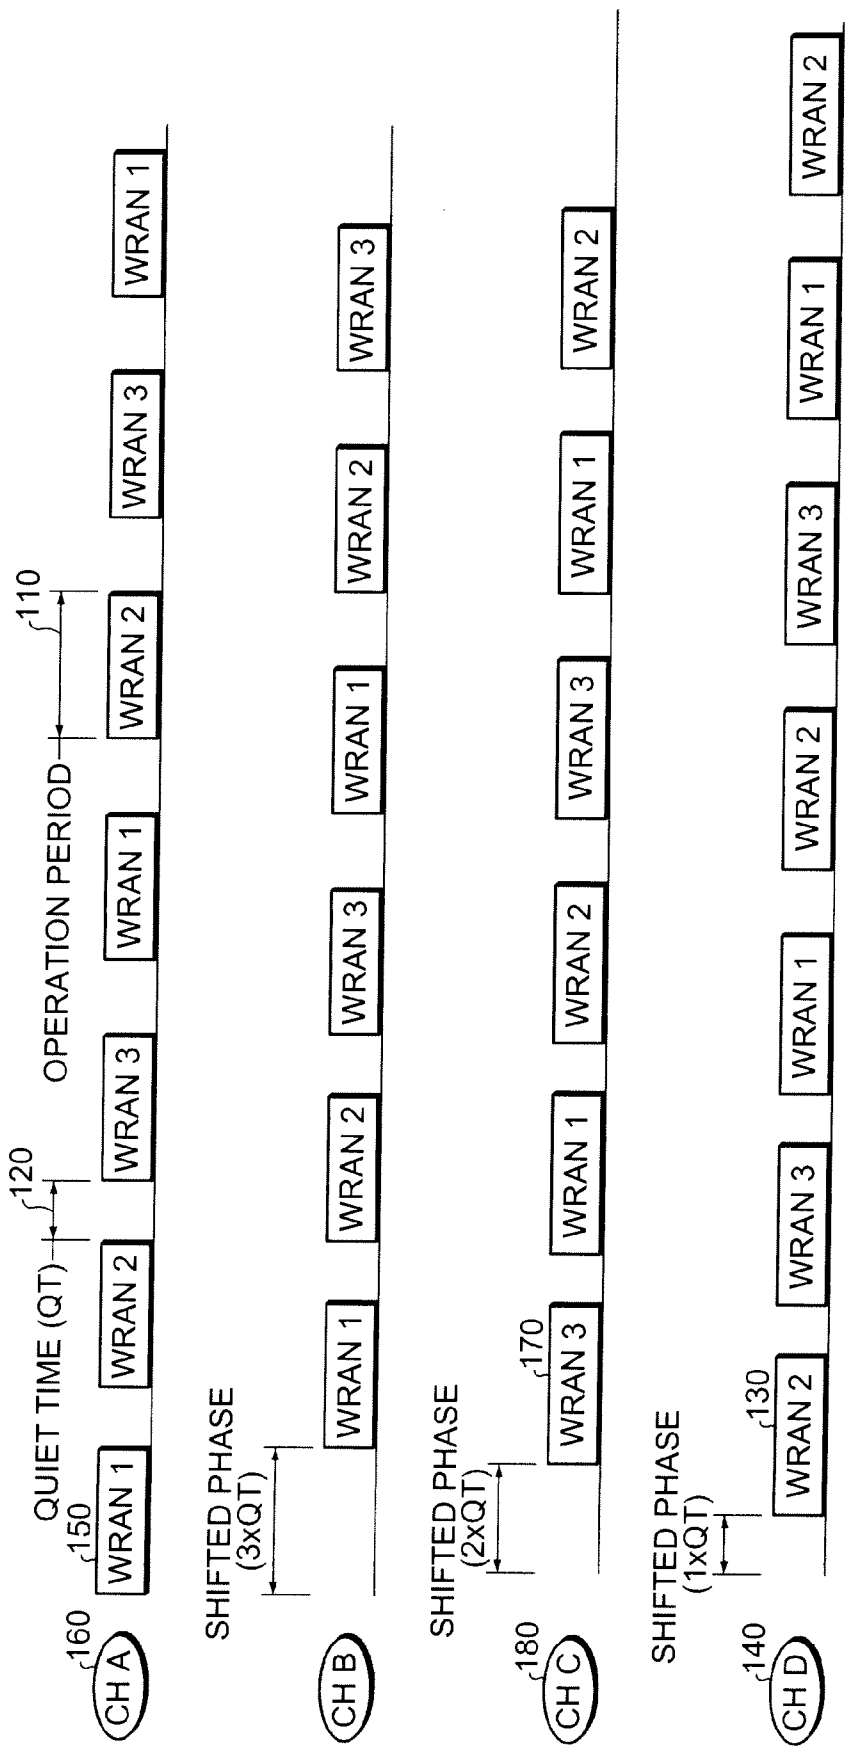 120
110
QUIET TIME (QT)
OPERATION PERIOD
160
150
CH A
WRAN 1
WRAN 2
WRAN 3
WRAN 1
WRAN 2
WRAN 3
WRAN 1
SHIFTED PHASE
(3xQT)
CH B
WRAN 1
WRAN 2
WRAN 3
WRAN 1
WRAN 2
WRAN 3
SHIFTED PHASE
(2xQT)
180
170
CH C
WRAN 3
WRAN 1
WRAN 2
WRAN 3
WRAN 1
WRAN 2
SHIFTED PHASE
(1xQT)
140
130
CH D
WRAN 2
WRAN 3
WRAN 1
WRAN 2
WRAN 3
WRAN 1
WRAN 2